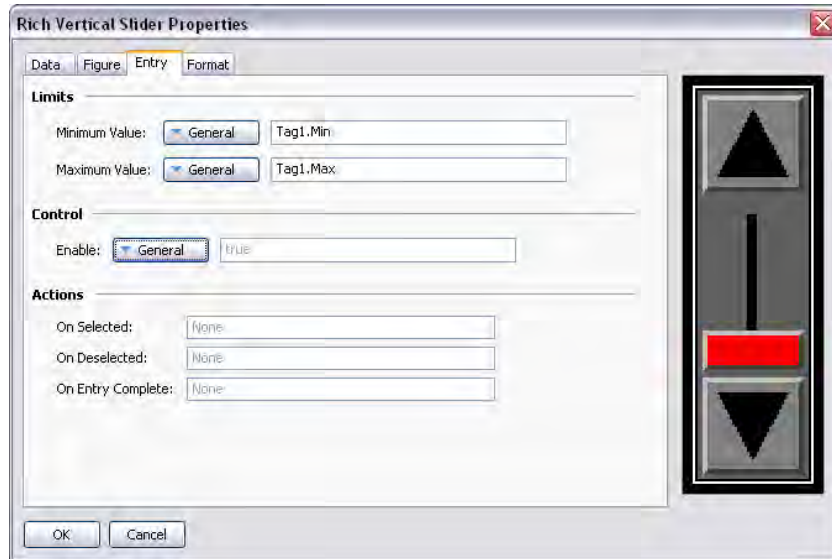 Rich Vertical Slider Properties
Data Figure Entry Format
Limits
Minimum Value: General Tag1.Min
Maximum Value: General Tag1.Max
Control
Enable: General true
Actions
On Selected: None
On Deselected: None
On Entry Complete: None
OK Cancel